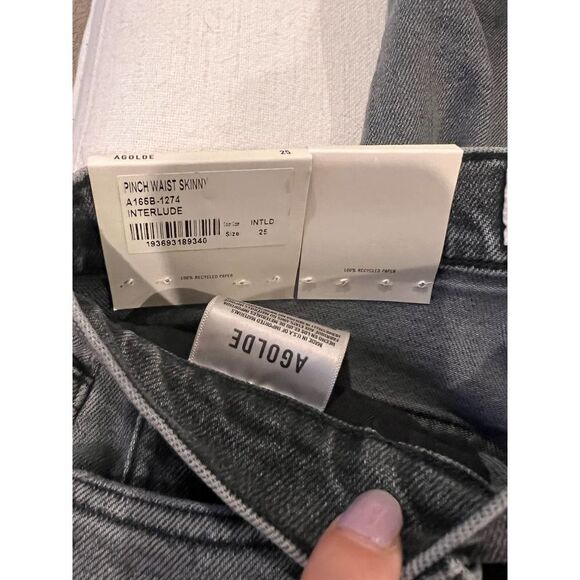 AGOLDE 25
PINCH WAIST SKINNY
A165B-1274
INTERLUDE
Color Code INTLD
Size 25
193693189340
100% RECYCLED PAPER
100% RECYCLED PAPER
AGOLDE
MADE IN U.S.A OF IMPORTED MATERIALS